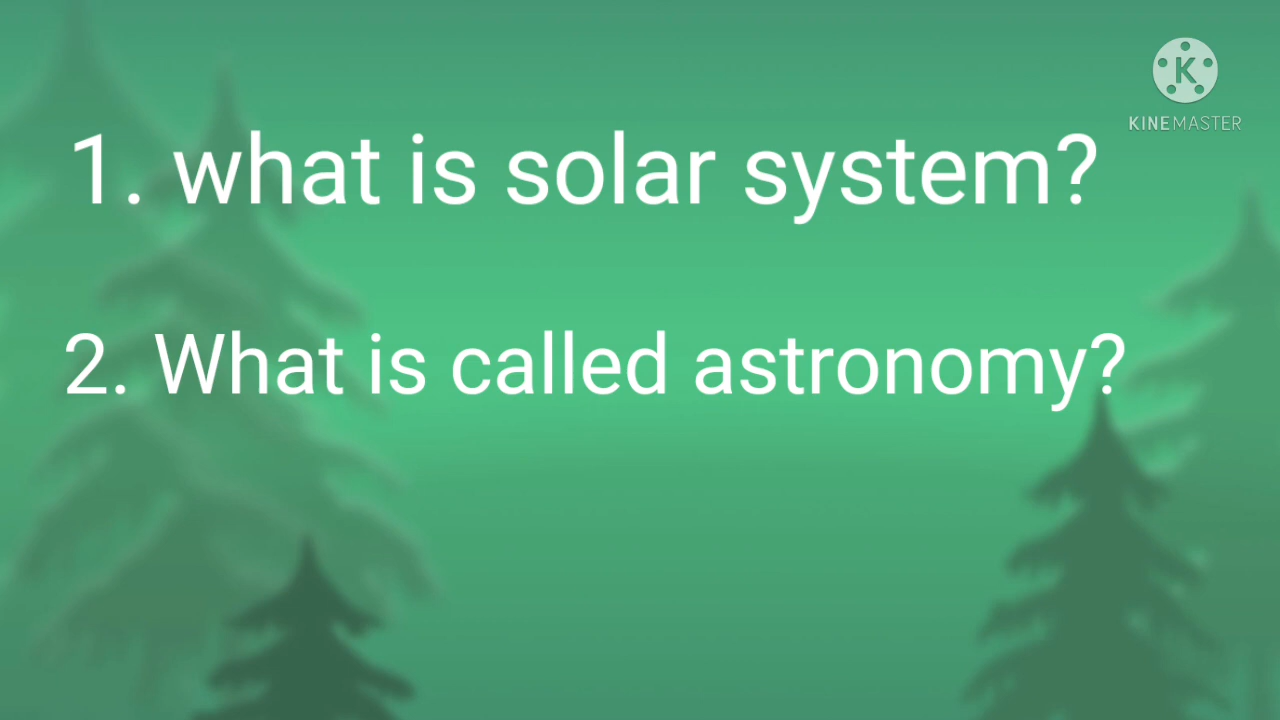 KINEMASTER
1. what is solar system?
2. What is called astronomy?